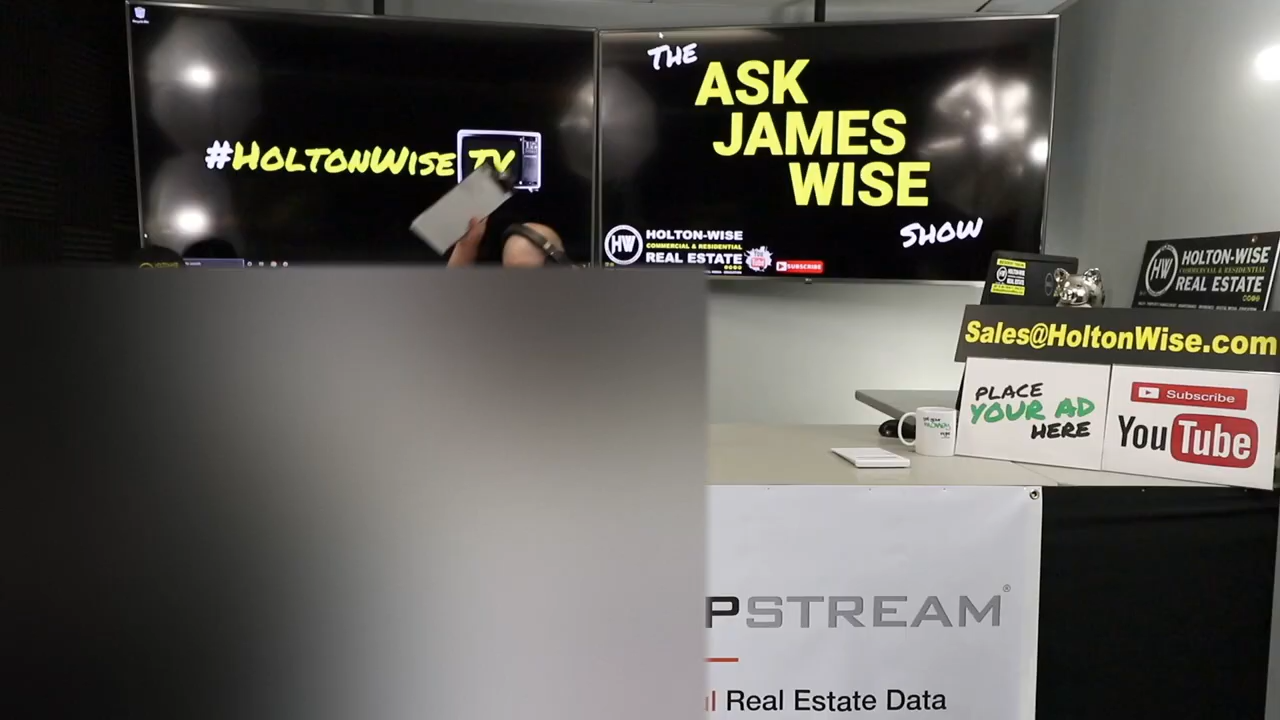 #HOLTONWISE TV
THE
ASK
JAMES
WISE
SHOW
HW
HOLTON-WISE
COMMERCIAL & RESIDENTIAL
REAL ESTATE
SUBSCRIBE
HW
HOLTON-WISE
COMMERCIAL & RESIDENTIAL
REAL ESTATE
Sales@HoltonWise.com
PLACE
YOUR AD
HERE
Subscribe
YouTube
PSTREAM®
Real Estate Data